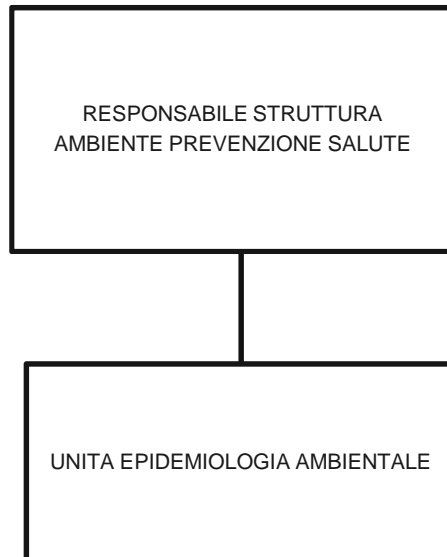 RESPONSABILE STRUTTURA
AMBIENTE PREVENZIONE SALUTE
UNITA EPIDEMIOLOGIA AMBIENTALE